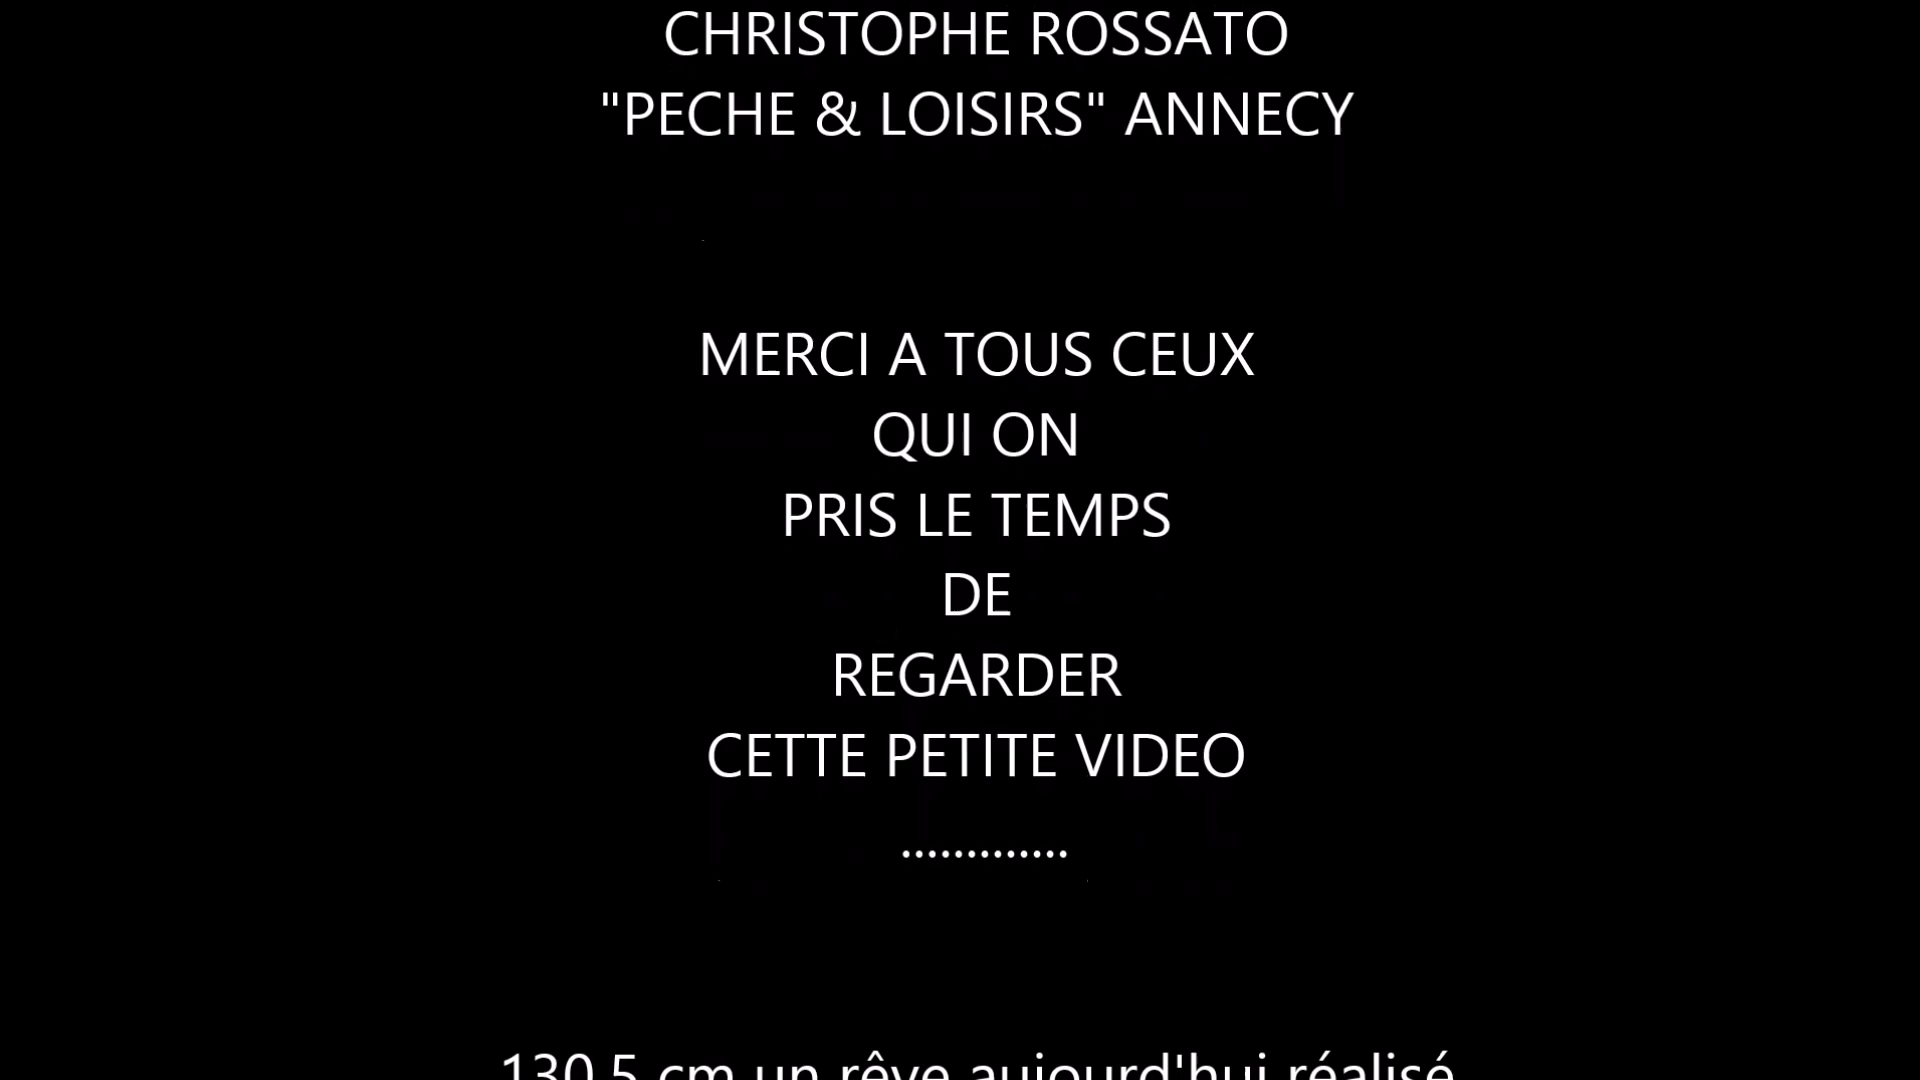 CHRISTOPHE ROSSATO
"PECHE & LOISIRS" ANNECY
MERCI A TOUS CEUX
QUI ON
PRIS LE TEMPS
DE
REGARDER
CETTE PETITE VIDEO
.............
130.5 cm un rêve aujourd'hui réalisé